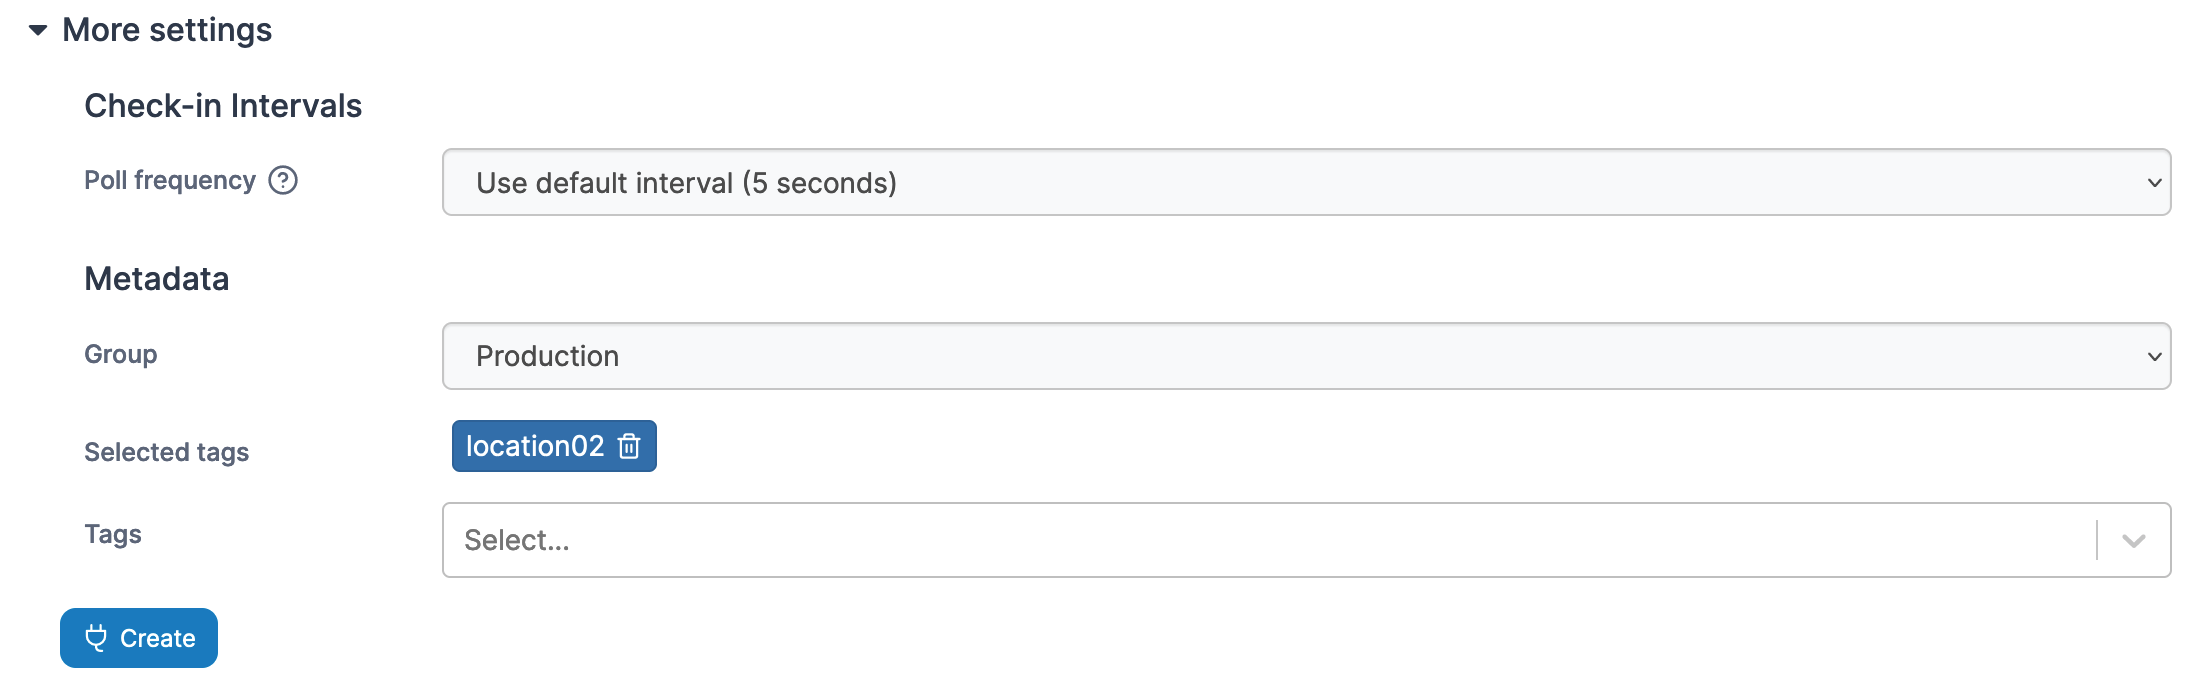 More settings
Check-in Intervals
Poll frequency
Use default interval (5 seconds)
Metadata
Group
Production
Selected tags
location02
Tags
Select...
Create